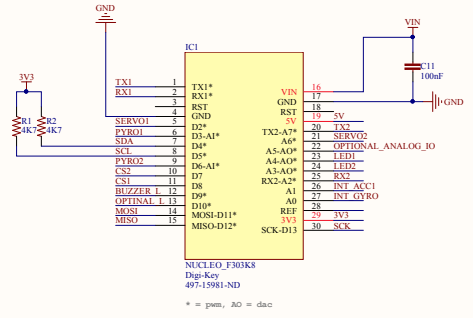 GND
VIN
IC1
C11
100nF
3V3
R1
4K7
R2
4K7
GND
TX1 1 TX1*
RX1 2 RX1*
3 RST
4 GND
SERVO1 5 D2*
PYRO1 6 D3-AI*
SDA 7 D4*
SCL 8 D5*
PYRO2 9 D6-AI*
CS2 10 D7
CS1 11 D8
BUZZER_L 12 D9*
OPTINAL_L 13 D10*
MOSI 14 MOSI-D11*
MISO 15 MISO-D12*
VIN 16
GND 17
RST 18
5V 19 5V
TX2-A7* 20 TX2
A6* 21 SERVO2
A5-AO* 22 OPTIONAL_ANALOG_IO
A4-AO* 23 LED1
A3-AO* 24 LED2
RX2-A2* 25 RX2
A1 26 INT_ACC1
A0 27 INT_GYRO
REF 28
3V3 29 3V3
SCK-D13 30 SCK
NUCLEO_F303K8
Digi-Key
497-15981-ND
* = pwm, AO = dac